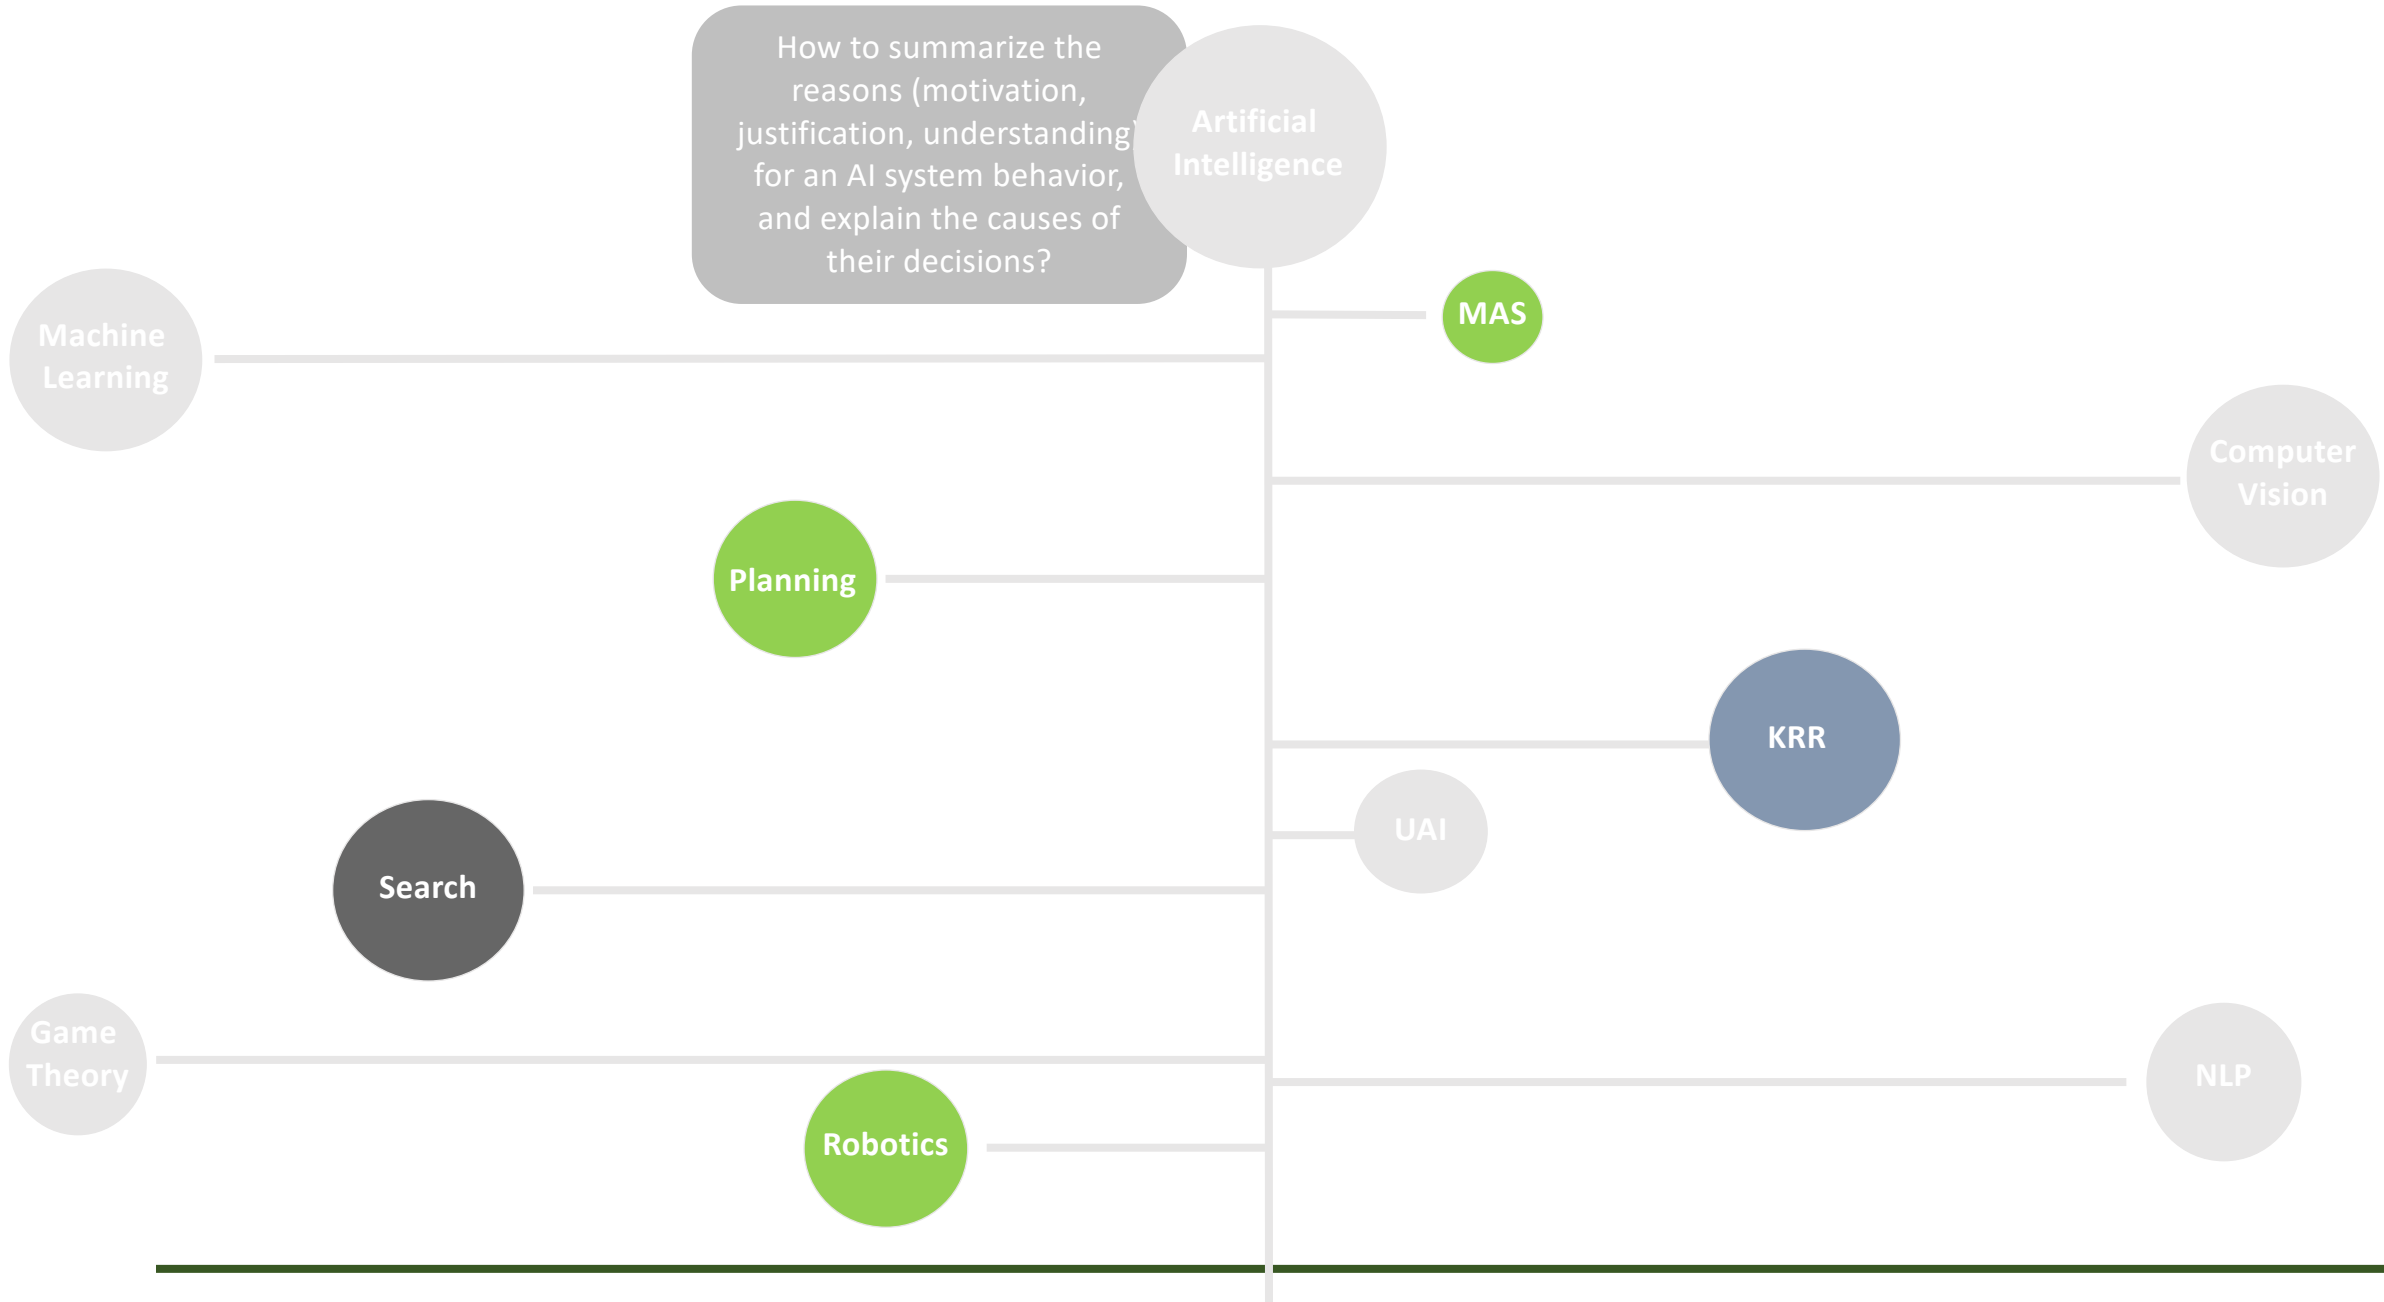 How to summarize the
reasons (motivation,
justification, understanding)
for an AI system behavior,
and explain the causes of
their decisions?
Artificial
Intelligence
MAS
Machine
Learning
Computer
Vision
Planning
KRR
UAI
Search
Game
Theory
NLP
Robotics